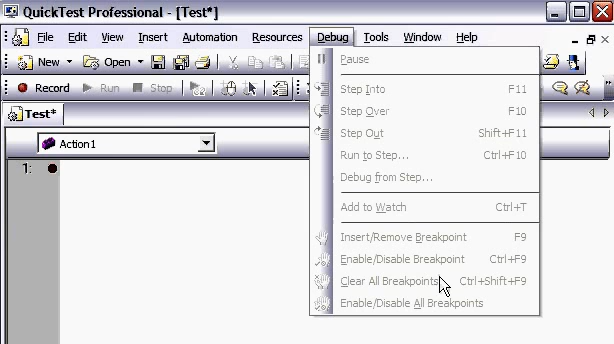 QuickTest Professional - [Test*]
File Edit View Insert Automation Resources Debug Tools Window Help
New Open
Record Run Stop
Test*
Action1
1:
Pause
Step Into F11
Step Over F10
Step Out Shift+F11
Run to Step... Ctrl+F10
Debug from Step...
Add to Watch Ctrl+T
Insert/Remove Breakpoint F9
Enable/Disable Breakpoint Ctrl+F9
Clear All Breakpoints Ctrl+Shift+F9
Enable/Disable All Breakpoints